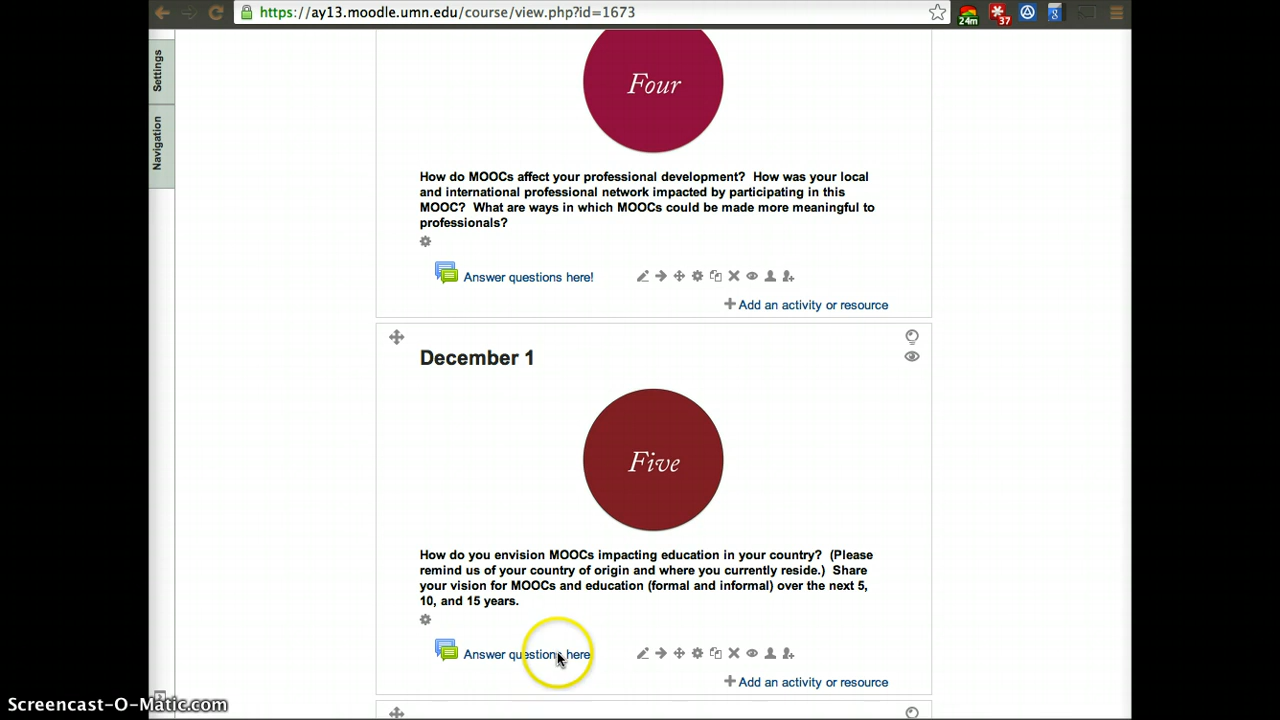 https://ay13.moodle.umn.edu/course/view.php?id=1673
24m
37
8
Settings
Navigation
Four
How do MOOCs affect your professional development? How was your local
and international professional network impacted by participating in this
MOOC? What are ways in which MOOCs could be made more meaningful to
professionals?
Answer questions here!
Add an activity or resource
December 1
Five
How do you envision MOOCs impacting education in your country? (Please
remind us of your country of origin and where you currently reside.) Share
your vision for MOOCs and education (formal and informal) over the next 5,
10, and 15 years.
Answer questions here
Add an activity or resource
Screencast-O-Matic.com